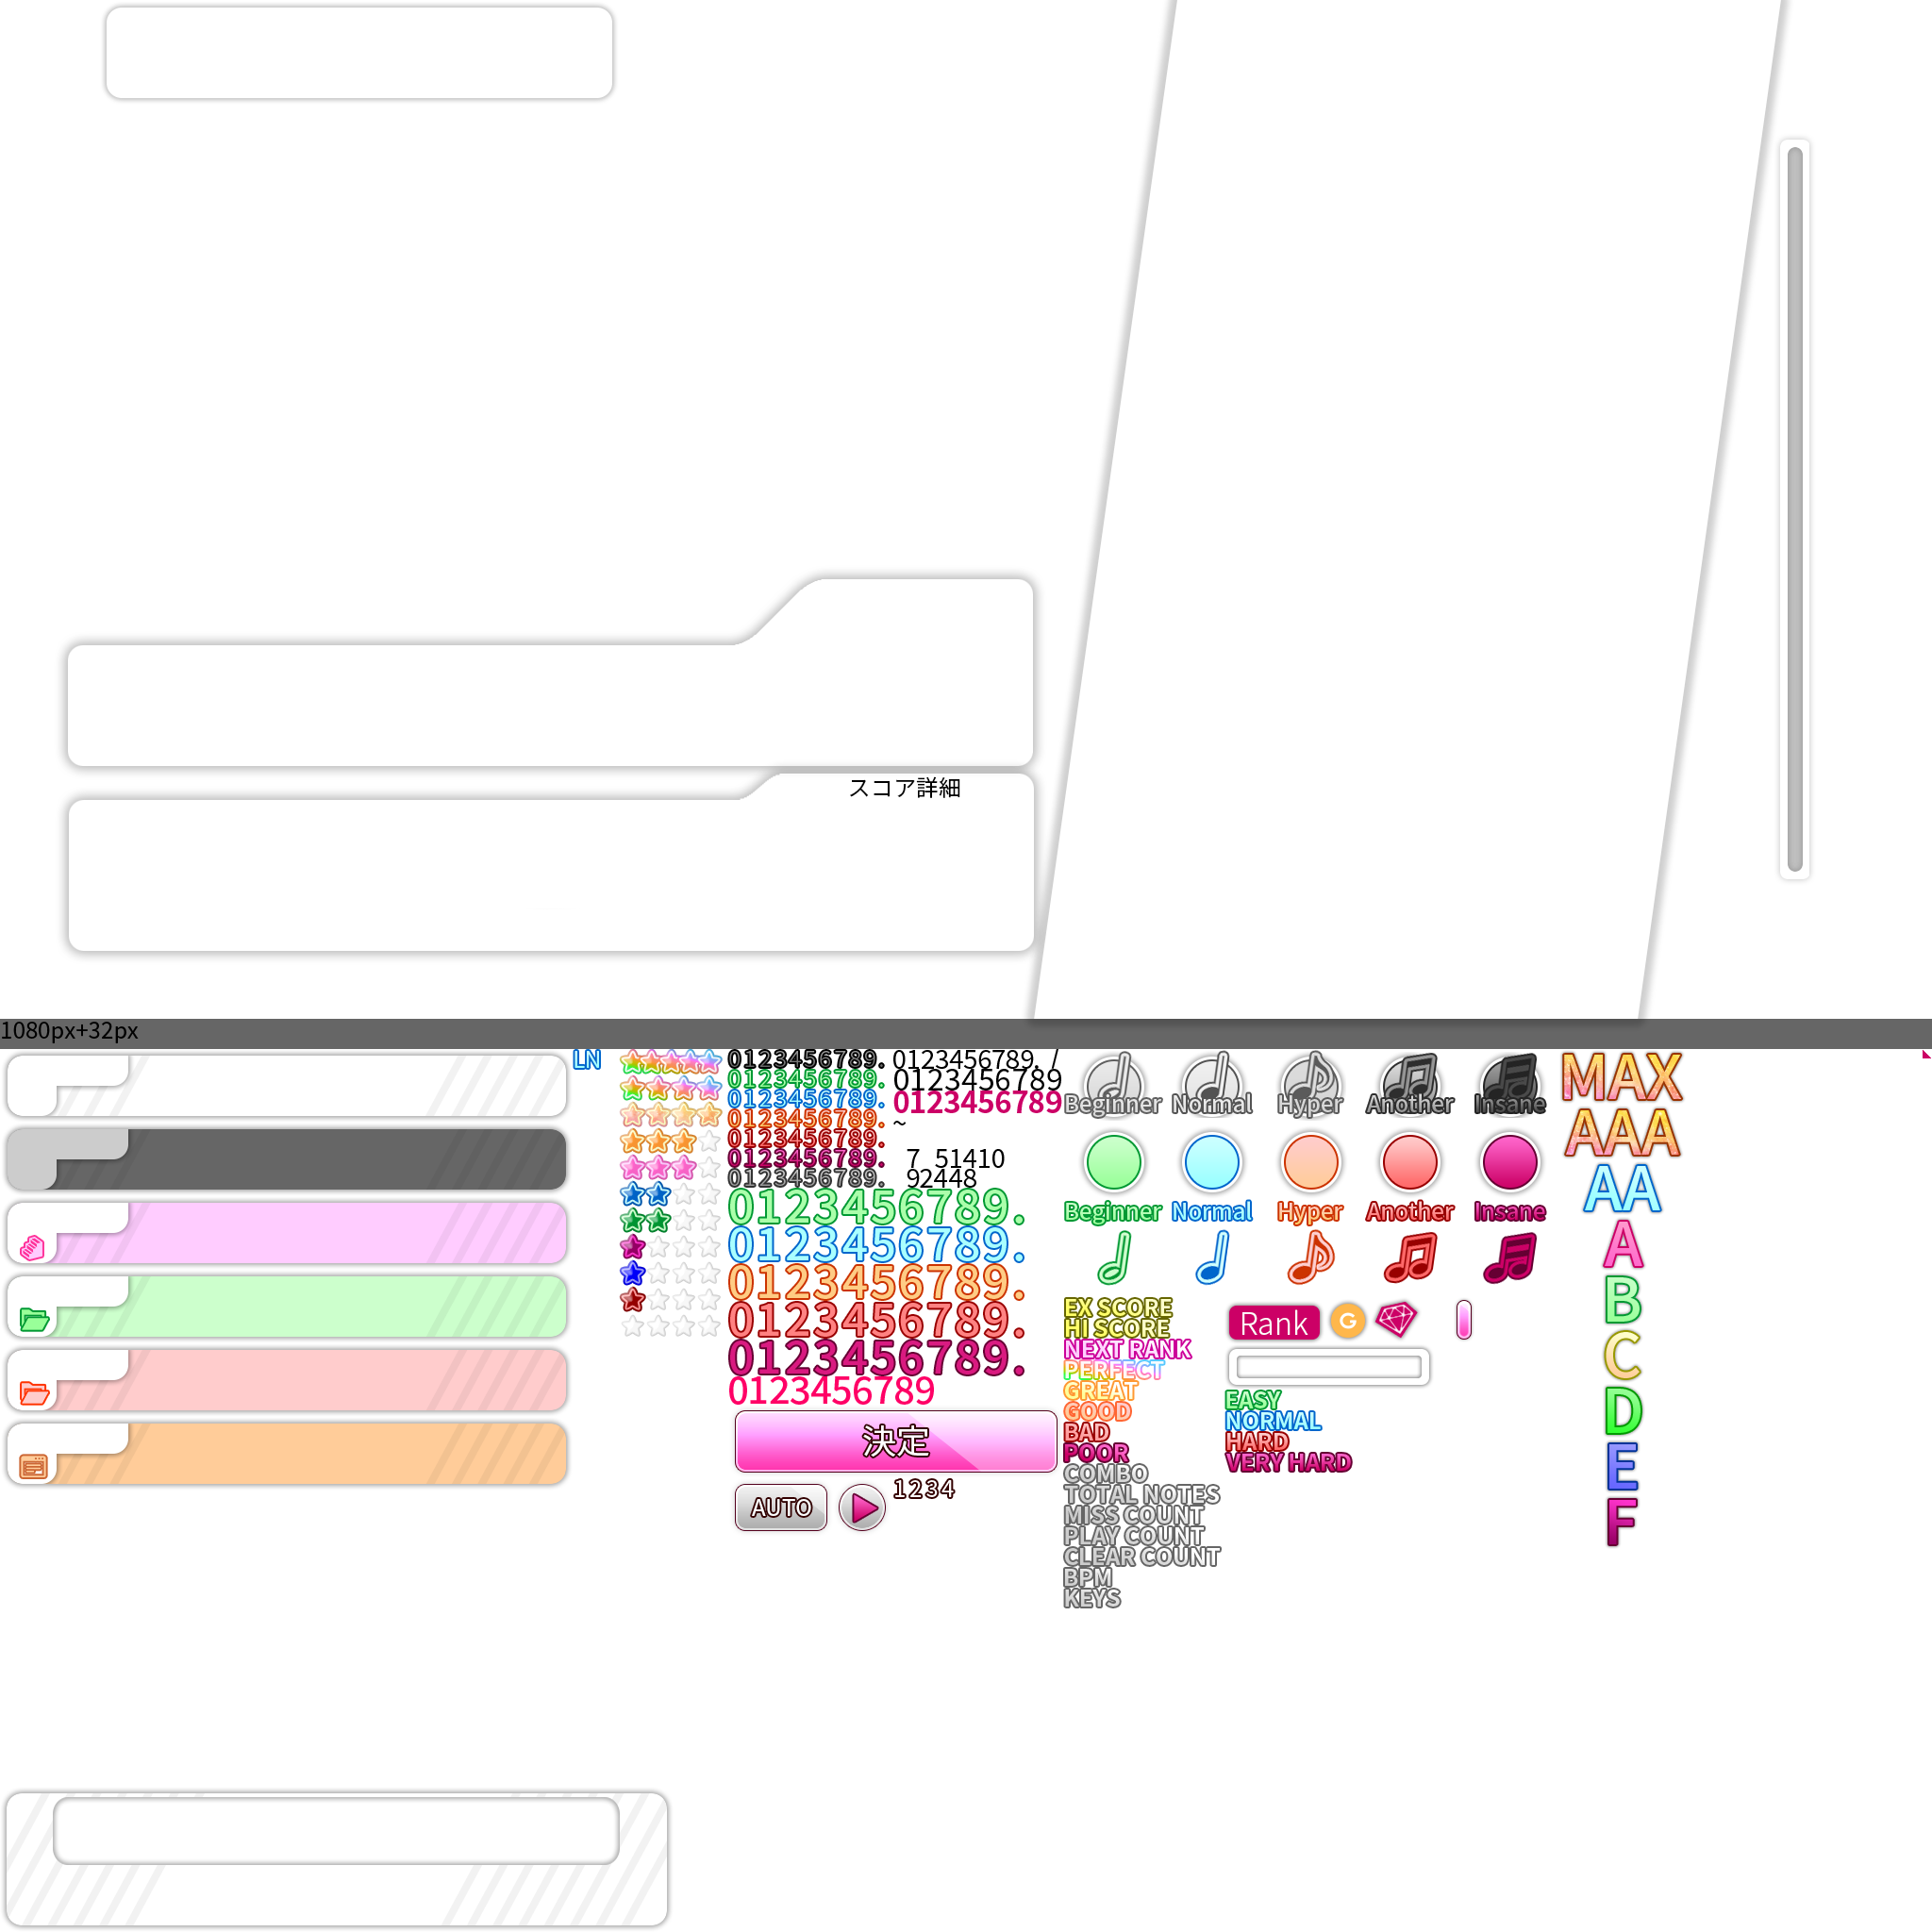 スコア詳細
1080px+32px
LN
0123456789.
0123456789.
0123456789.
0123456789.
0123456789.
0123456789.
0123456789.
0123456789. /
0123456789
0123456789
~
7 51410
92448
0123456789.
0123456789.
0123456789.
0123456789.
0123456789.
0123456789
決定
AUTO
1234
Beginner Normal Hyper Another Insane
Beginner Normal Hyper Another Insane
EX SCORE
HI SCORE
NEXT RANK
PERFECT
GREAT
GOOD
BAD
POOR
COMBO
TOTAL NOTES
MISS COUNT
PLAY COUNT
CLEAR COUNT
BPM
KEYS
Rank G
EASY
NORMAL
HARD
VERY HARD
MAX
AAA
AA
A
B
C
D
E
F